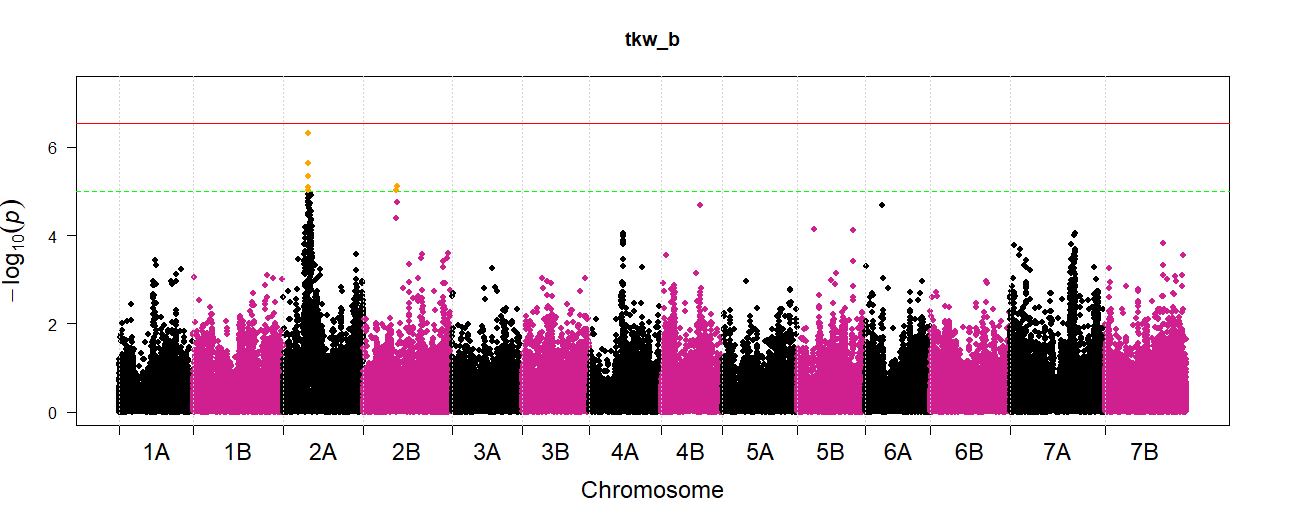 tkw_b
−log10(p)
6
4
2
0
1A 1B 2A 2B 3A 3B 4A 4B 5A 5B 6A 6B 7A 7B
Chromosome